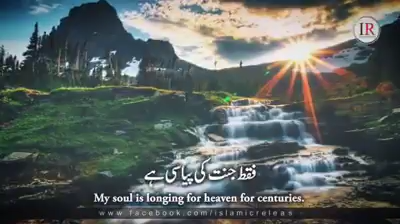 IR
فقط جنت کی پیاسی ہے
My soul is longing for heaven for centuries.
www.facebook.com/islamicreleas